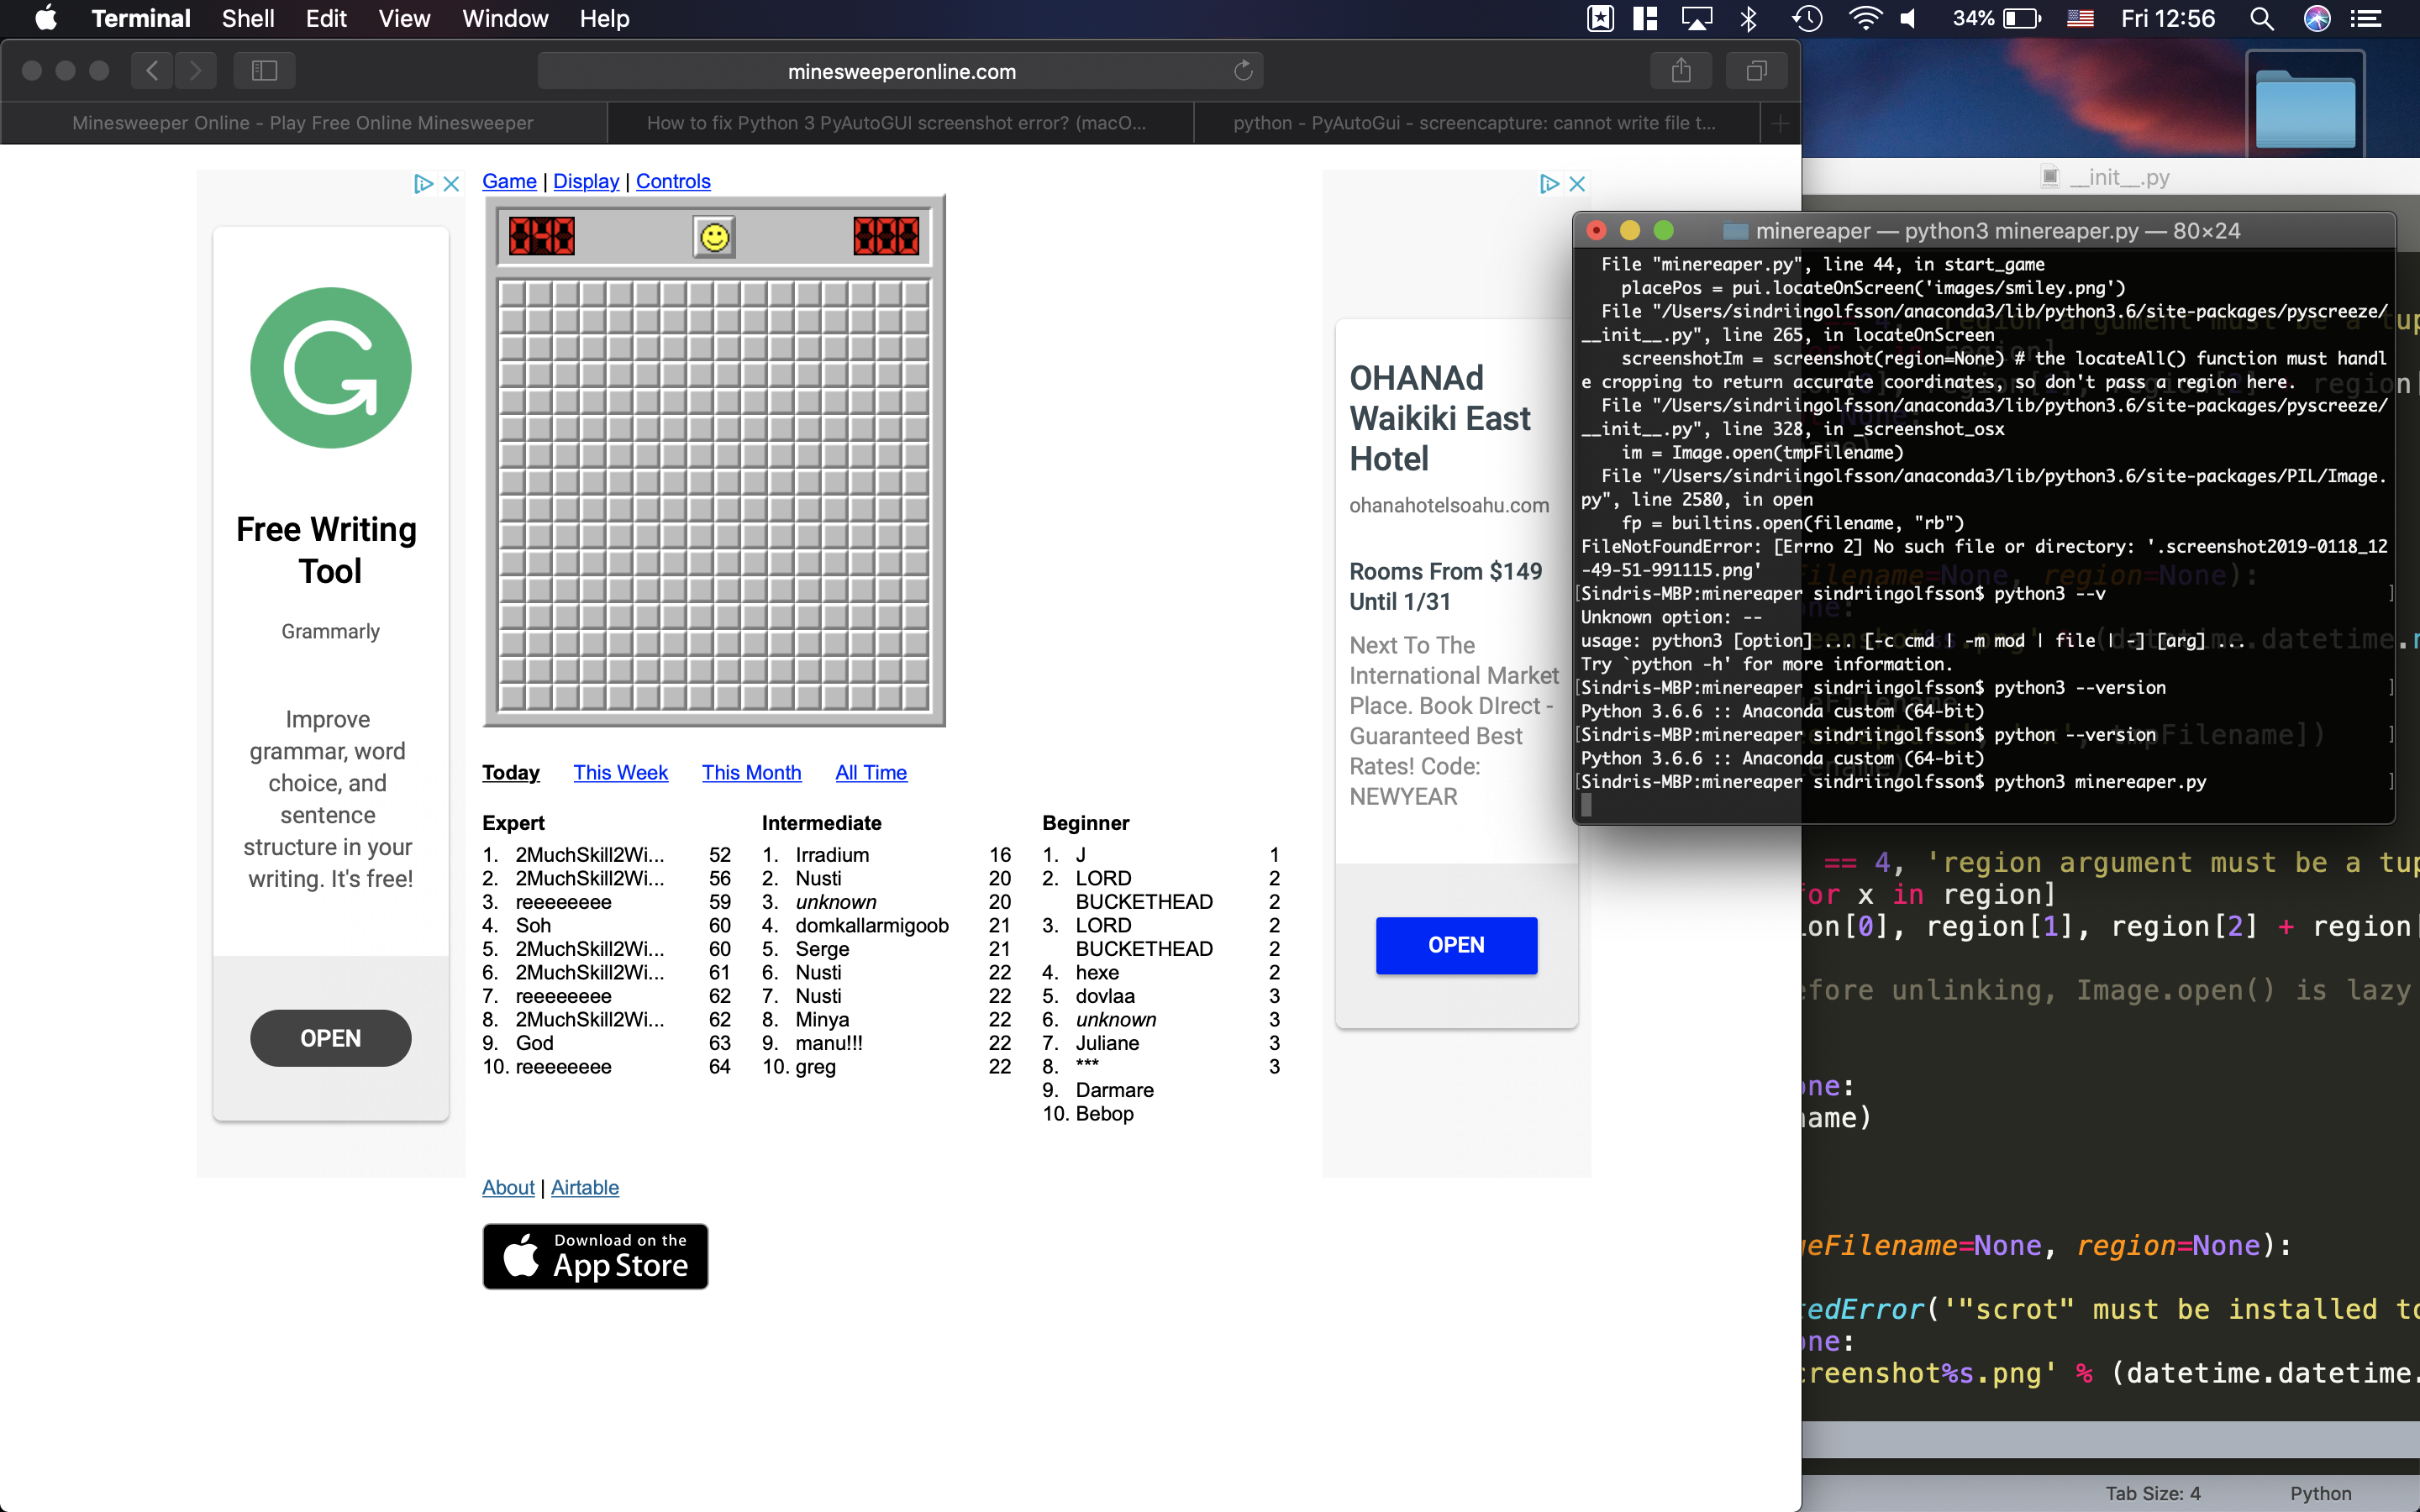 Terminal Shell Edit View Window Help 34% Fri 12:56
minesweeperonline.com
Minesweeper Online - Play Free Online Minesweeper
How to fix Python 3 PyAutoGUI screenshot error? (macO...
python - PyAutoGui - screencapture: cannot write file t...
Game | Display | Controls
040
000
Free Writing
Tool
Grammarly
Improve
grammar, word
choice, and
sentence
structure in your
writing. It's free!
OPEN
Today This Week This Month All Time
Expert
1. 2MuchSkill2Wi... 52
2. 2MuchSkill2Wi... 56
3. reeeeeeee 59
4. Soh 60
5. 2MuchSkill2Wi... 60
6. 2MuchSkill2Wi... 61
7. reeeeeeee 62
8. 2MuchSkill2Wi... 62
9. God 63
10. reeeeeeee 64
Intermediate
1. Irradium 16
2. Nusti 20
3. unknown 20
4. domkallarmigoob 21
5. Serge 21
6. Nusti 22
7. Nusti 22
8. Minya 22
9. manu!!! 22
10. greg 22
Beginner
1. J 1
2. LORD 2
BUCKETHEAD 2
3. LORD 2
BUCKETHEAD 2
4. hexe 2
5. dovlaa 3
6. unknown 3
7. Juliane 3
8. *** 3
9. Darmare
10. Bebop
About | Airtable
Download on the
App Store
OHANAd
Waikiki East
Hotel
ohanahotelsoahu.com
Rooms From $149
Until 1/31
Next To The
International Market
Place. Book DIrect -
Guaranteed Best
Rates! Code:
NEWYEAR
OPEN
__init__.py
minereaper — python3 minereaper.py — 80×24
File "minereaper.py", line 44, in start_game
placePos = pui.locateOnScreen('images/smiley.png')
File "/Users/sindriingolfsson/anaconda3/lib/python3.6/site-packages/pyscreeze/
__init__.py", line 265, in locateOnScreen
screenshotIm = screenshot(region=None) # the locateAll() function must handl
e cropping to return accurate coordinates, so don't pass a region here.
File "/Users/sindriingolfsson/anaconda3/lib/python3.6/site-packages/pyscreeze/
__init__.py", line 328, in _screenshot_osx
im = Image.open(tmpFilename)
File "/Users/sindriingolfsson/anaconda3/lib/python3.6/site-packages/PIL/Image.
py", line 2580, in open
fp = builtins.open(filename, "rb")
FileNotFoundError: [Errno 2] No such file or directory: '.screenshot2019-0118_12
-49-51-991115.png'
[Sindris-MBP:minereaper sindriingolfsson$ python3 --v ]
Unknown option: --
usage: python3 [option] ... [-c cmd | -m mod | file | -] [arg] ...
Try `python -h' for more information.
[Sindris-MBP:minereaper sindriingolfsson$ python3 --version ]
Python 3.6.6 :: Anaconda custom (64-bit)
[Sindris-MBP:minereaper sindriingolfsson$ python --version ]
Python 3.6.6 :: Anaconda custom (64-bit)
[Sindris-MBP:minereaper sindriingolfsson$ python3 minereaper.py ]
== 4, 'region argument must be a tup
or x in region]
ion[0], region[1], region[2] + region[
efore unlinking, Image.open() is lazy
one:
name)
geFilename=None, region=None):
tedError('"scrot" must be installed to
one:
creenshot%s.png' % (datetime.datetime.
Tab Size: 4 Python